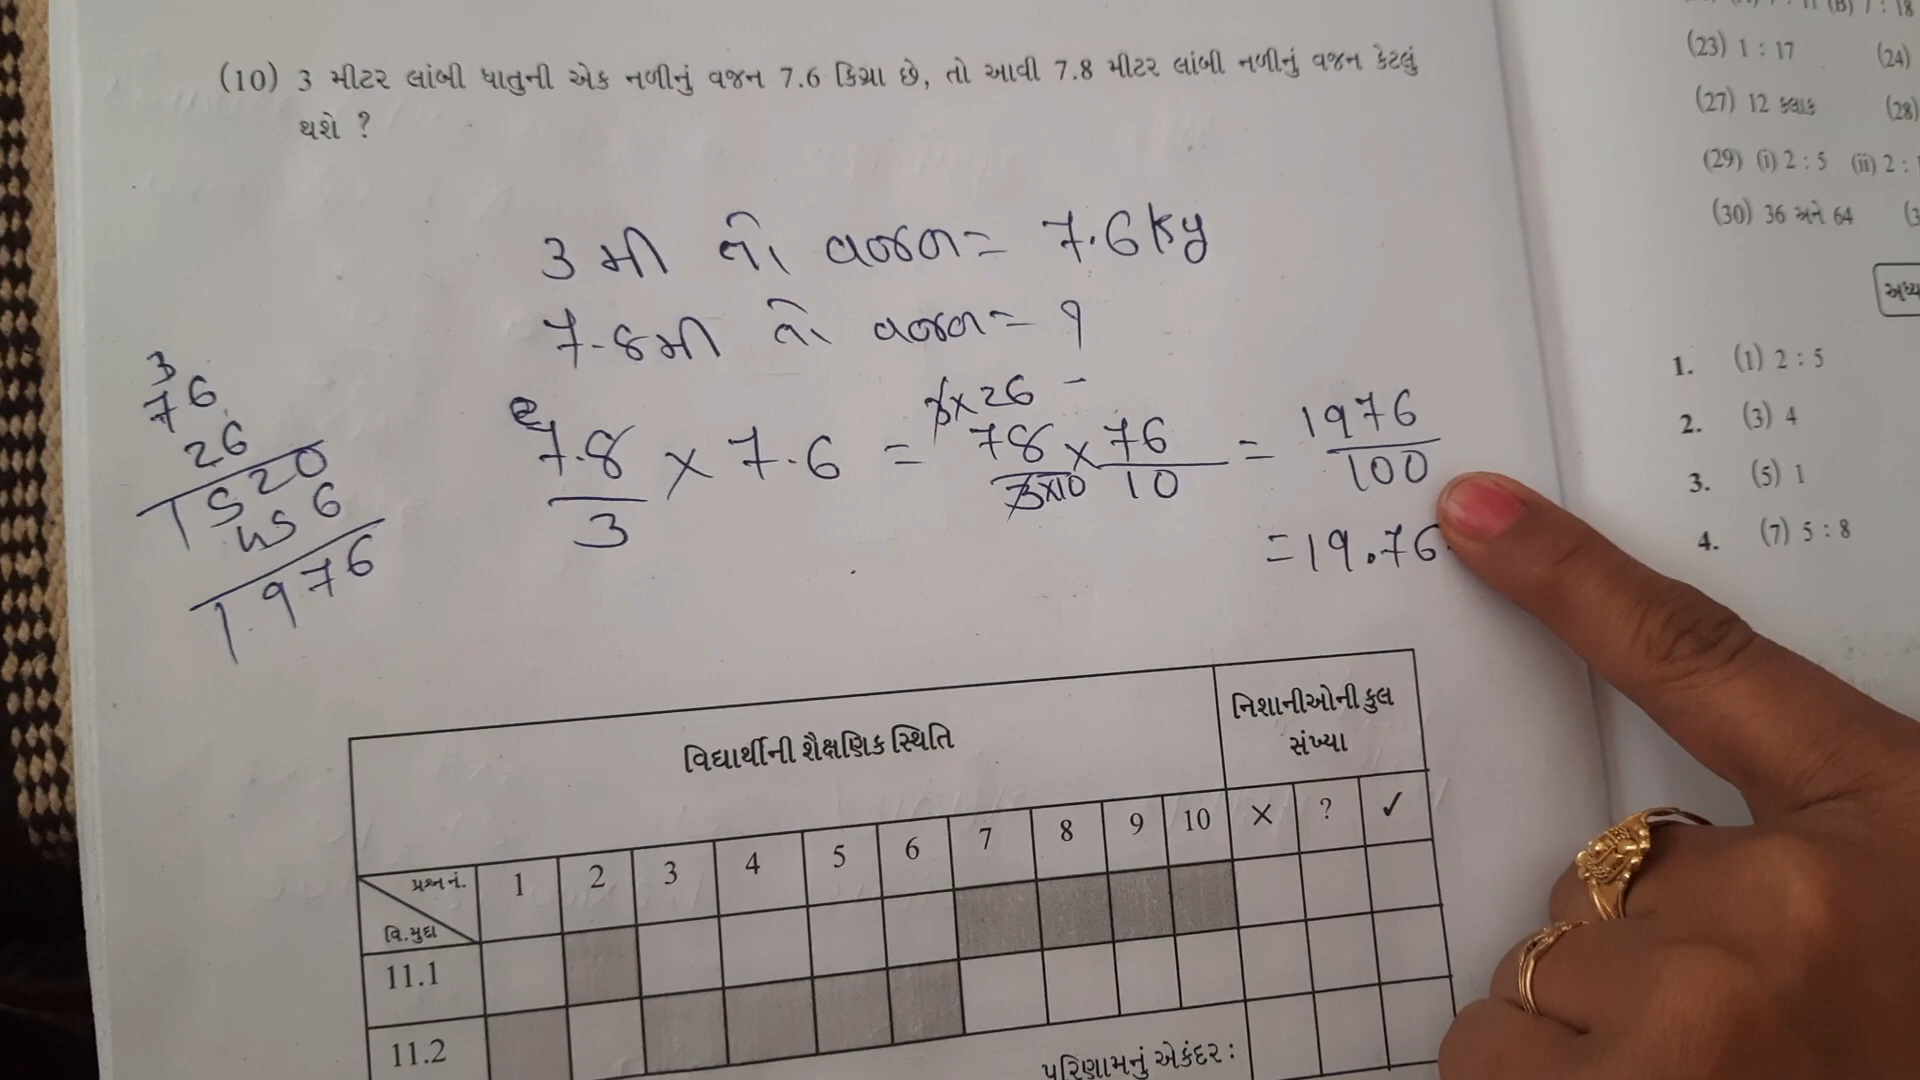 (10) 3 મીટર લાંબી ધાતુની એક નળીનું વજન 7.6 કિગ્રા છે, તો આવી 7.8 મીટર લાંબી નળીનું વજન કેટલું
થશે ?
3 મી નો વજન = 7.6 kg
7.8 મી નો વજન = ?
7.8/3 × 7.6 = 78/3×10 × 76/10 = 1976/100
3×26
= 19.76
3
76
26
1520
456
1976
વિદ્યાર્થીની શૈક્ષણિક સ્થિતિ
નિશાનીઓની કુલ
સંખ્યા
પ્રશ્ન નં. 1 2 3 4 5 6 7 8 9 10 × ? ✓
વિ.મુદ્દા
11.1
11.2
પરિણામનું એકંદર :
(B) 7 : 18
(23) 1 : 17 (24)
(27) 12 કલાક (28)
(29) (i) 2 : 5 (ii) 2 :
(30) 36 અને 64
1. (1) 2 : 5
2. (3) 4
3. (5) 1
4. (7) 5 : 8